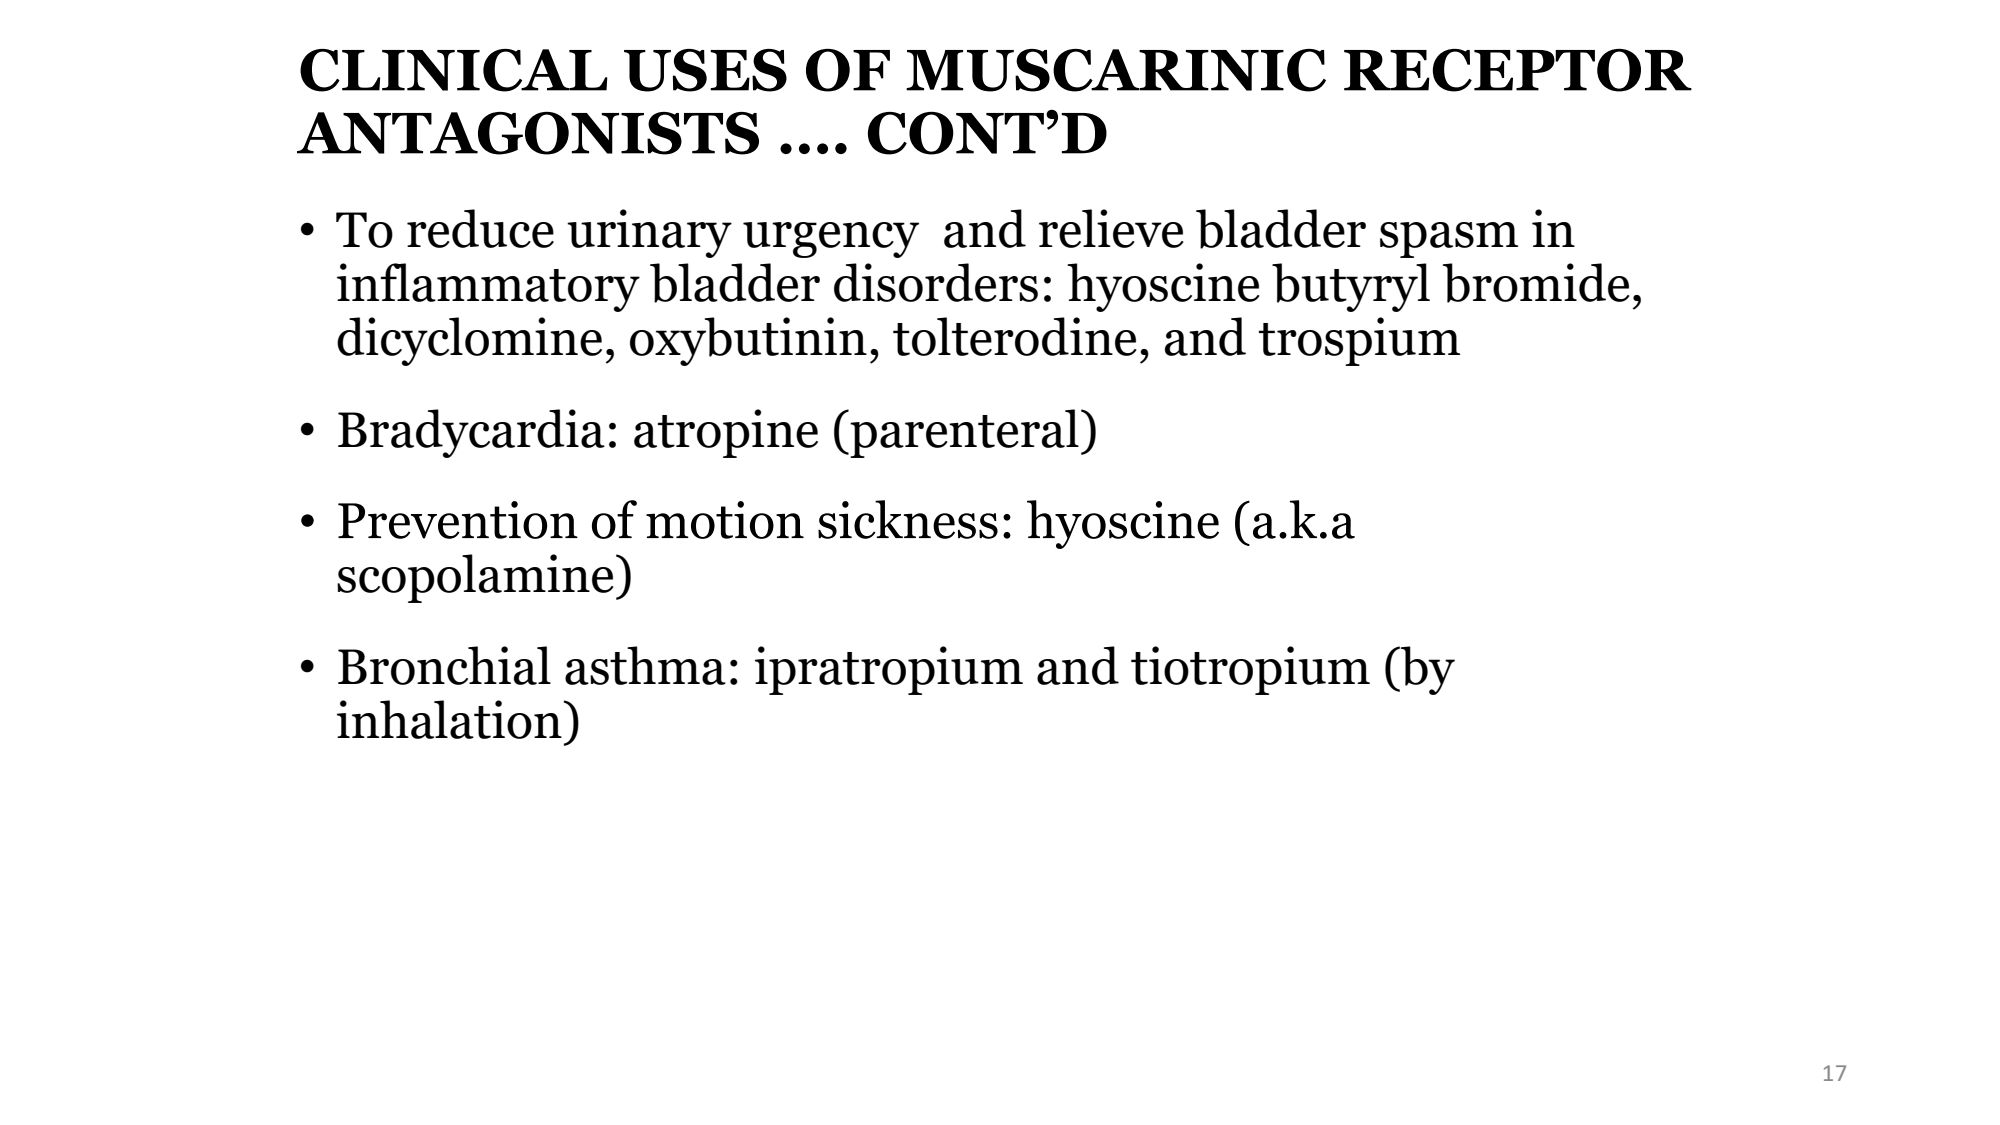 CLINICAL USES OF MUSCARINIC RECEPTOR
ANTAGONISTS .... CONT’D
• To reduce urinary urgency  and relieve bladder spasm in
inflammatory bladder disorders: hyoscine butyryl bromide,
dicyclomine, oxybutinin, tolterodine, and trospium
• Bradycardia: atropine (parenteral)
• Prevention of motion sickness: hyoscine (a.k.a
scopolamine)
• Bronchial asthma: ipratropium and tiotropium (by
inhalation)
17